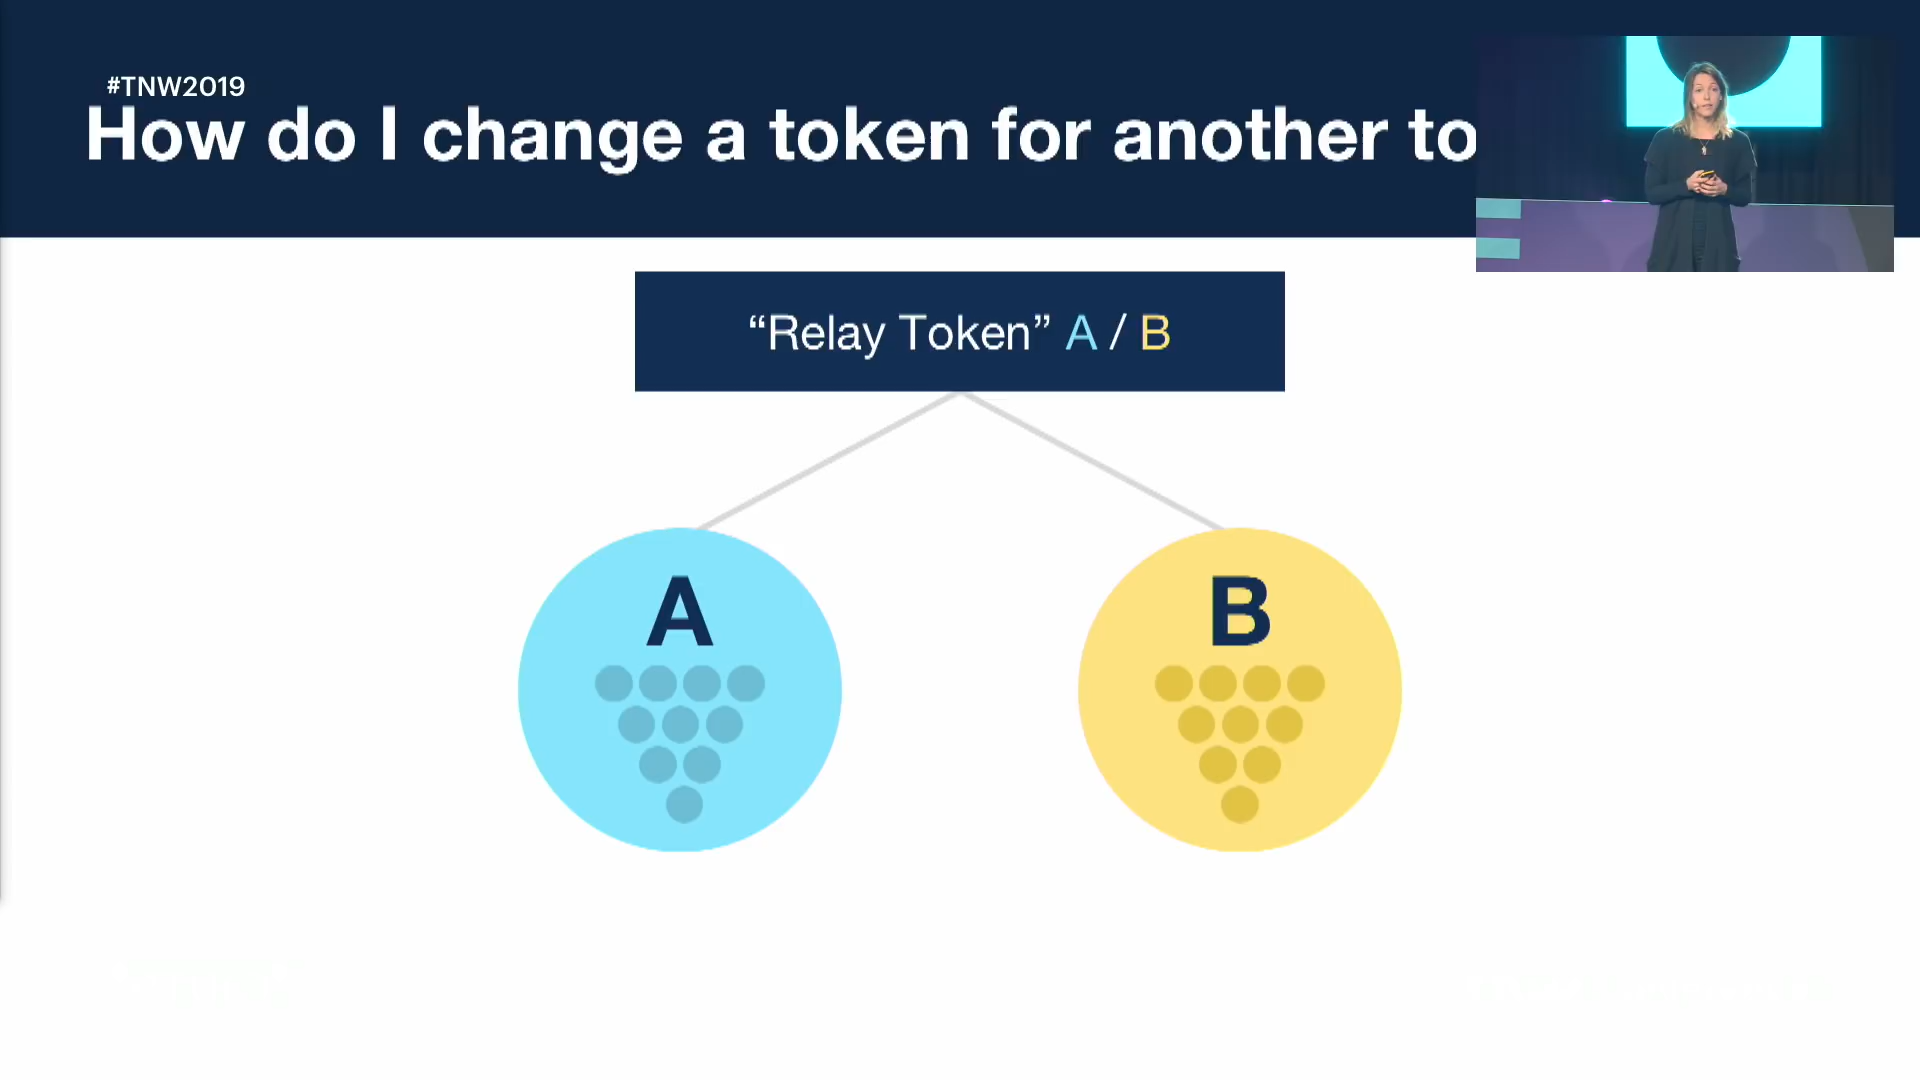 #TNW2019
How do I change a token for another to
“Relay Token” A / B
A
B